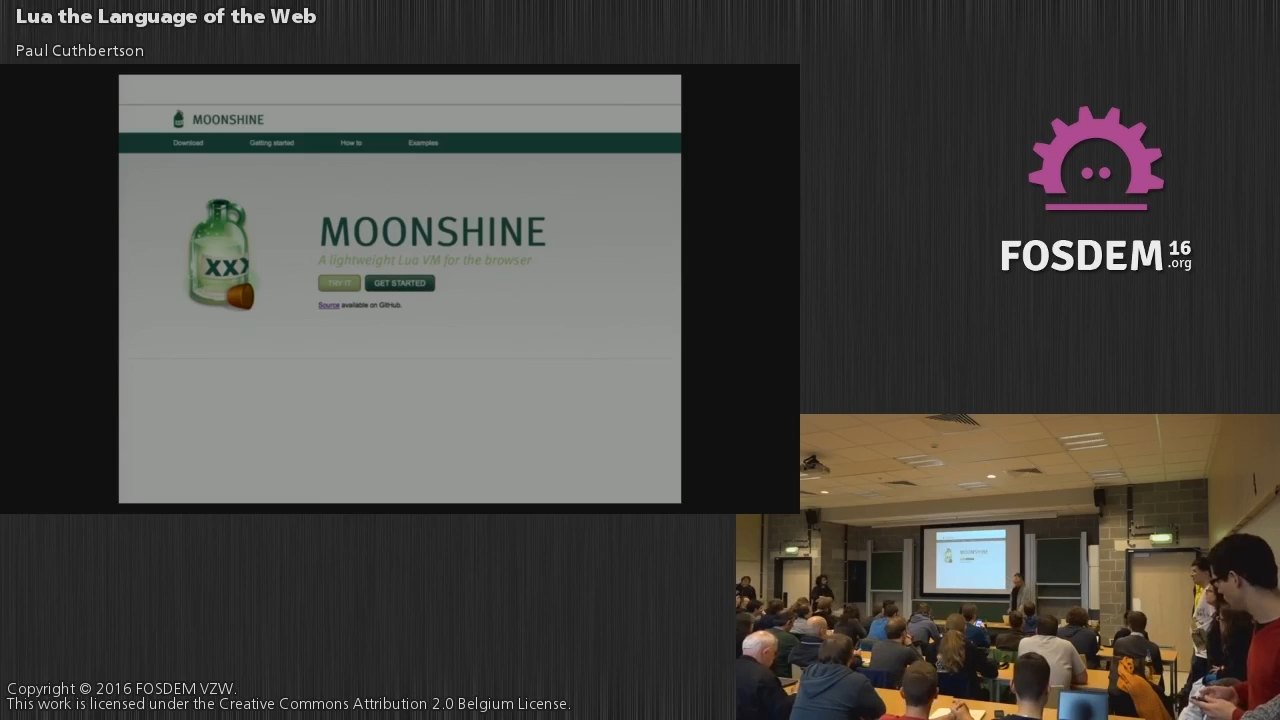 Lua the Language of the Web
Paul Cuthbertson
MOONSHINE
Download Getting started How to Examples
XXX
MOONSHINE
A lightweight Lua VM for the browser
TRY IT GET STARTED
Source available on GitHub.
FOSDEM 16 .org
MOONSHINE
Copyright © 2016 FOSDEM VZW.
This work is licensed under the Creative Commons Attribution 2.0 Belgium License.